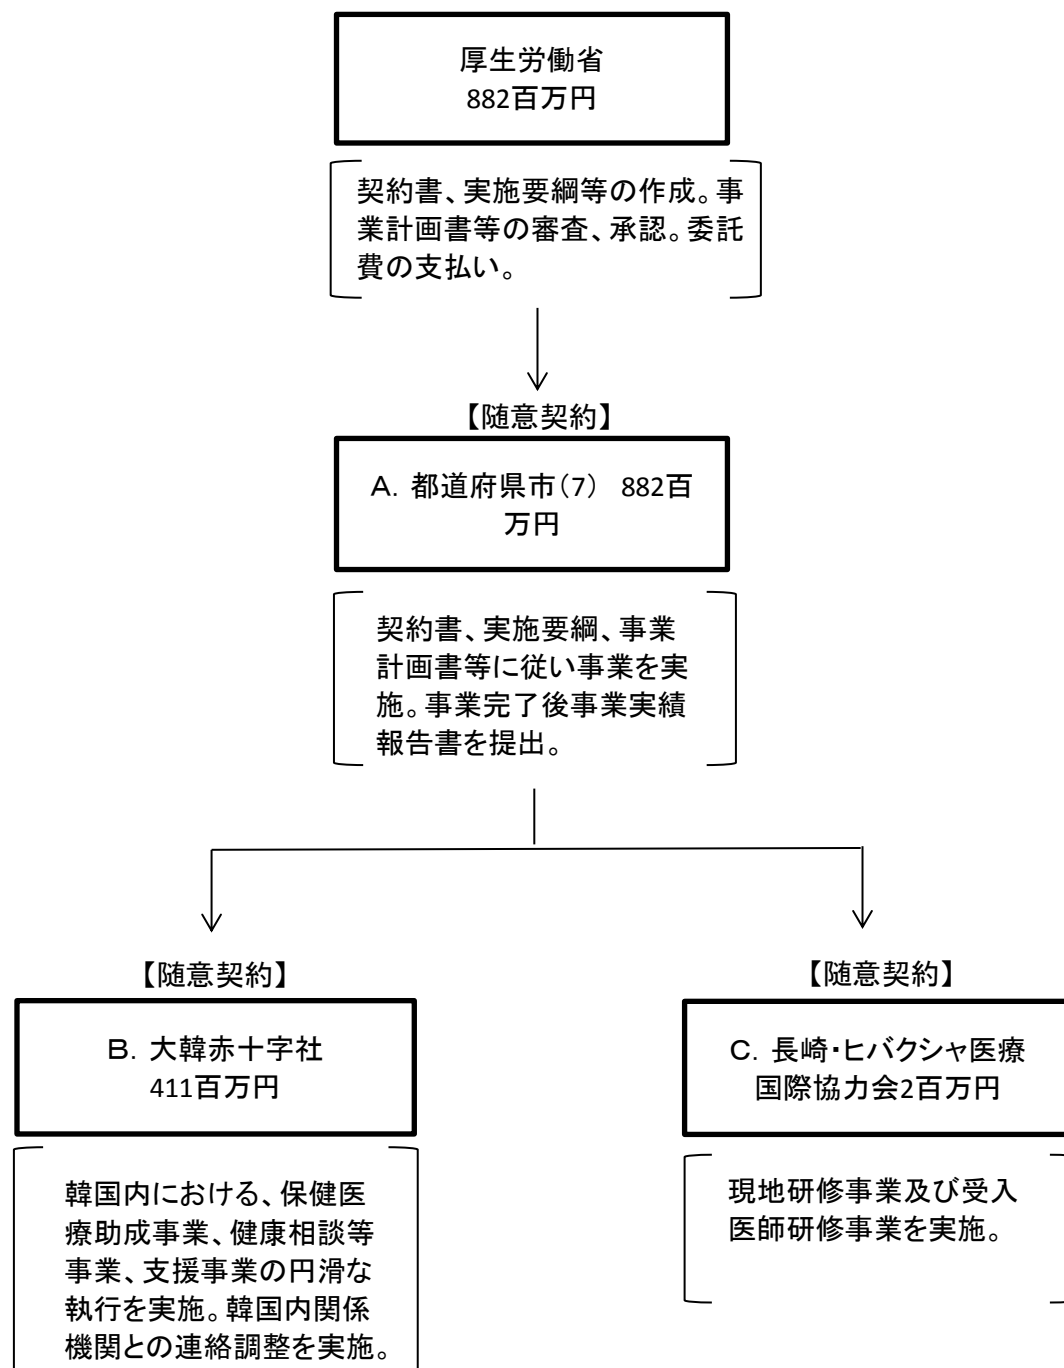 厚生労働省
882百万円
契約書、実施要綱等の作成。事
業計画書等の審査、承認。委託
費の支払い。
【随意契約】
Ａ．都道府県市（7）　882百
万円
契約書、実施要綱、事業
計画書等に従い事業を実
施。事業完了後事業実績
報告書を提出。
【随意契約】
Ｂ．大韓赤十字社
411百万円
韓国内における、保健医
療助成事業、健康相談等
事業、支援事業の円滑な
執行を実施。韓国内関係
機関との連絡調整を実施。
【随意契約】
Ｃ．長崎・ヒバクシャ医療
国際協力会2百万円
現地研修事業及び受入
医師研修事業を実施。